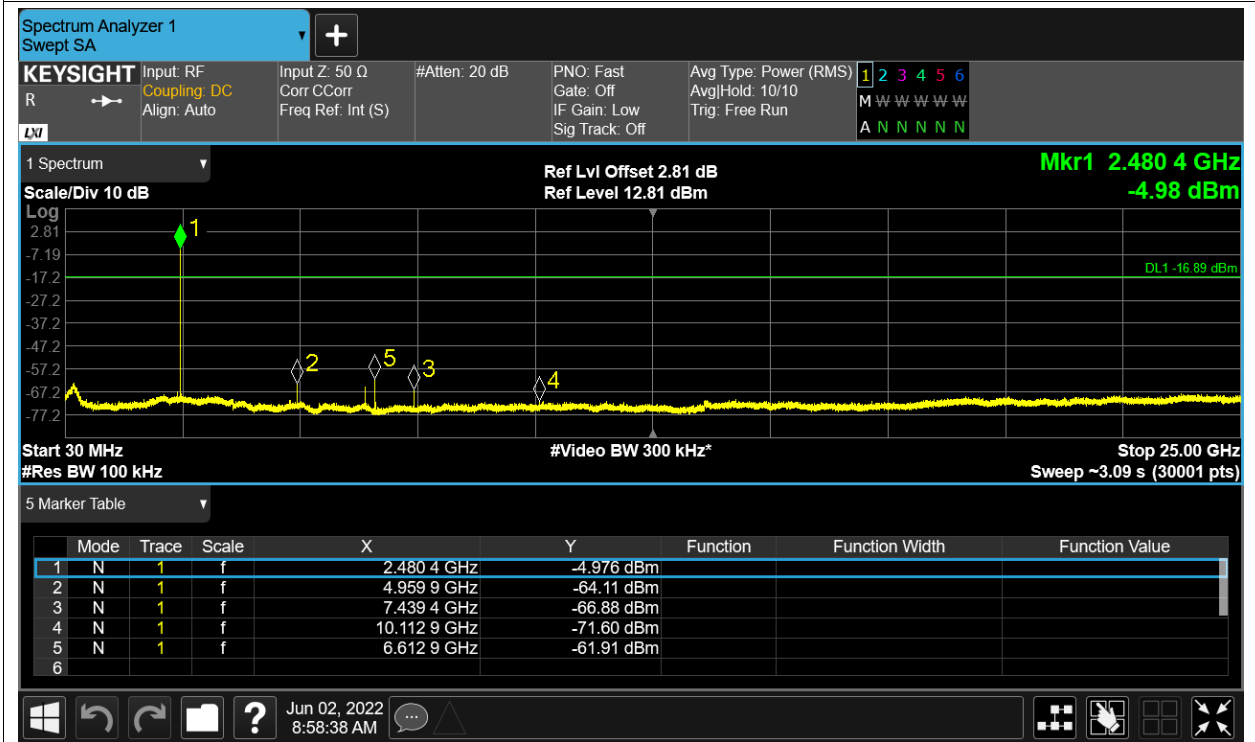 Spectrum Analyzer 1
Swept SA
+
KEYSIGHT
R
LXI
Input: RF
Coupling: DC
Align: Auto
Input Z: 50 Ω
Corr CCorr
Freq Ref: Int (S)
#Atten: 20 dB
PNO: Fast
Gate: Off
IF Gain: Low
Sig Track: Off
Avg Type: Power (RMS)
Avg|Hold: 10/10
Trig: Free Run
1 2 3 4 5 6
M W W W W W
A N N N N N
1 Spectrum
Scale/Div 10 dB
Ref Lvl Offset 2.81 dB
Ref Level 12.81 dBm
Mkr1 2.480 4 GHz
-4.98 dBm
Log
2.81
-7.19
-17.2
-27.2
-37.2
-47.2
-57.2
-67.2
-77.2
1
DL1 -16.89 dBm
2
5
3
4
Start 30 MHz
#Video BW 300 kHz*
Stop 25.00 GHz
#Res BW 100 kHz
Sweep ~3.09 s (30001 pts)
5 Marker Table
Mode Trace Scale X Y Function Function Width Function Value
1 N 1 f 2.480 4 GHz -4.976 dBm
2 N 1 f 4.959 9 GHz -64.11 dBm
3 N 1 f 7.439 4 GHz -66.88 dBm
4 N 1 f 10.112 9 GHz -71.60 dBm
5 N 1 f 6.612 9 GHz -61.91 dBm
6
?
Jun 02, 2022
8:58:38 AM